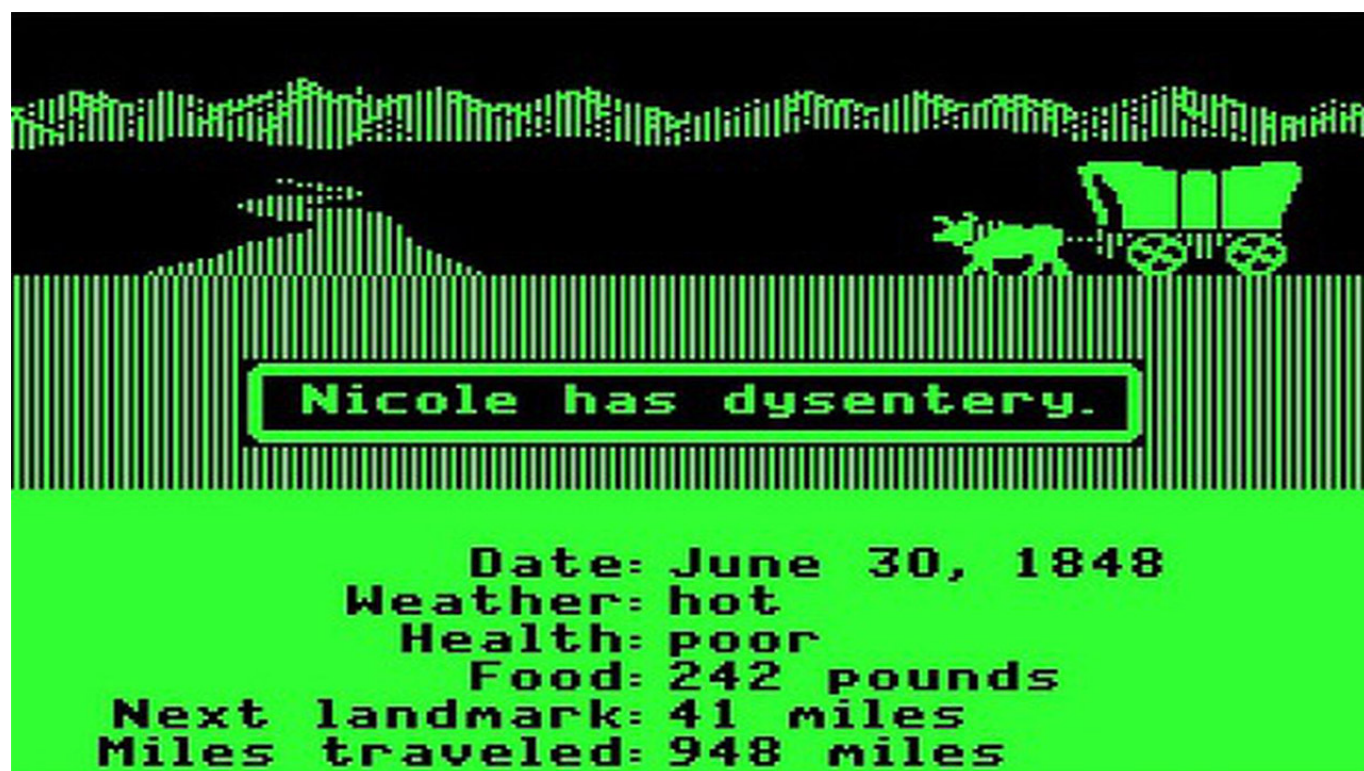 Nicole has dysentery.
Date: June 30, 1848
Weather: hot
Health: poor
Food: 242 pounds
Next landmark: 41 miles
Miles traveled: 948 miles